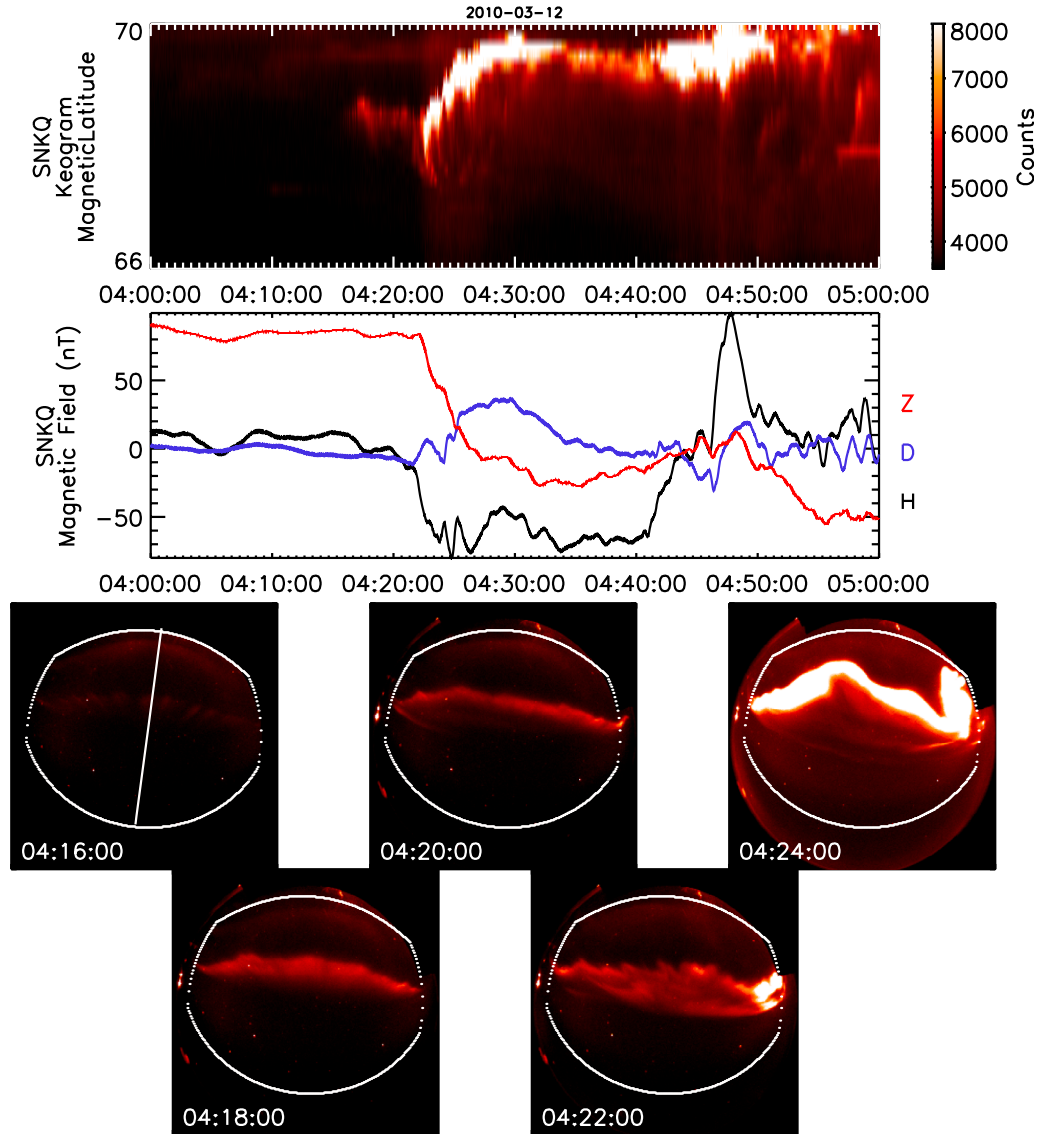 2010-03-12
70
66
SNKQ
Keogram
MagneticLatitude
8000
7000
6000
5000
4000
Counts
04:00:00 04:10:00 04:20:00 04:30:00 04:40:00 04:50:00 05:00:00
50
0
−50
SNKQ
Magnetic Field (nT)
Z
D
H
04:00:00 04:10:00 04:20:00 04:30:00 04:40:00 04:50:00 05:00:00
04:16:00
04:20:00
04:24:00
04:18:00
04:22:00